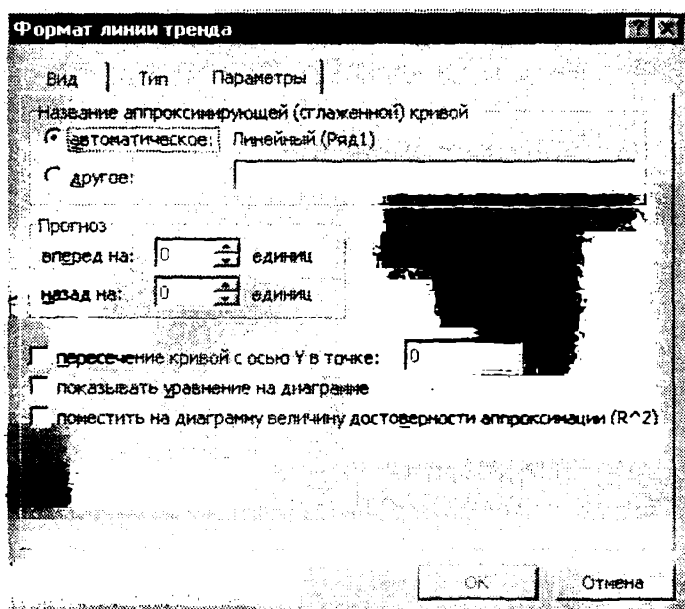 Формат линии тренда
Вид Тип Параметры
Название аппроксимирующей (сглаженной) кривой
автоматическое: Линейный (Ряд1)
другое:
Прогноз
вперед на: 0 единиц
назад на: 0 единиц
пересечение кривой с осью Y в точке: 0
показывать уравнение на диаграмме
поместить на диаграмму величину достоверности аппроксимации (R^2)
OK Отмена